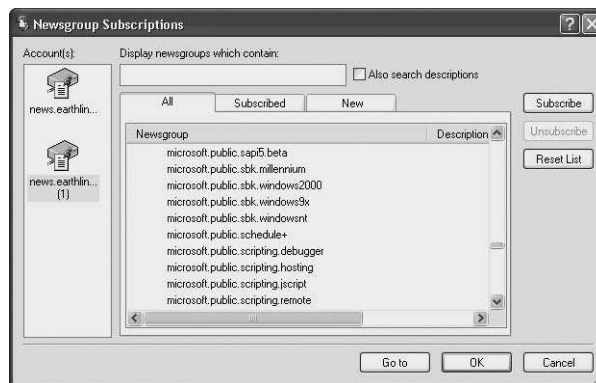 Newsgroup Subscriptions
Account(s):
news.earthlin...
news.earthlin...
(1)
Display newsgroups which contain:
Also search descriptions
All Subscribed New
Newsgroup Description
microsoft.public.sapi5.beta
microsoft.public.sbk.millennium
microsoft.public.sbk.windows2000
microsoft.public.sbk.windows9x
microsoft.public.sbk.windowsnt
microsoft.public.schedule+
microsoft.public.scripting.debugger
microsoft.public.scripting.hosting
microsoft.public.scripting.jscript
microsoft.public.scripting.remote
Subscribe
Unsubscribe
Reset List
Go to OK Cancel